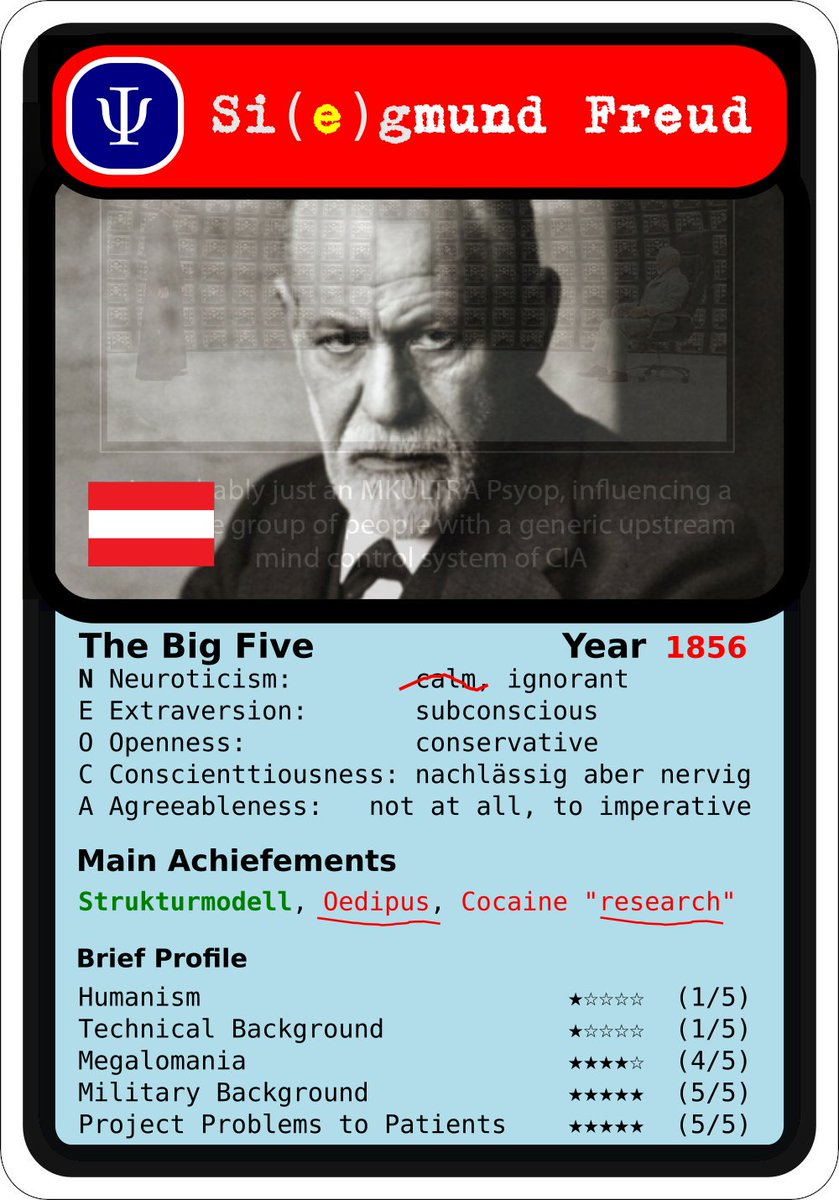 Ψ Si(e)gmund Freud
ably just an MKULTRA Psyop, influencing a
group of people with a generic upstream
mind control system of CIA
The Big Five Year 1856
N Neuroticism: calm, ignorant
E Extraversion: subconscious
O Openness: conservative
C Conscienttiousness: nachlässig aber nervig
A Agreeableness: not at all, to imperative
Main Achiefements
Strukturmodell, Oedipus, Cocaine "research"
Brief Profile
Humanism ★☆☆☆☆ (1/5)
Technical Background ★☆☆☆☆ (1/5)
Megalomania ★★★★☆ (4/5)
Military Background ★★★★★ (5/5)
Project Problems to Patients ★★★★★ (5/5)